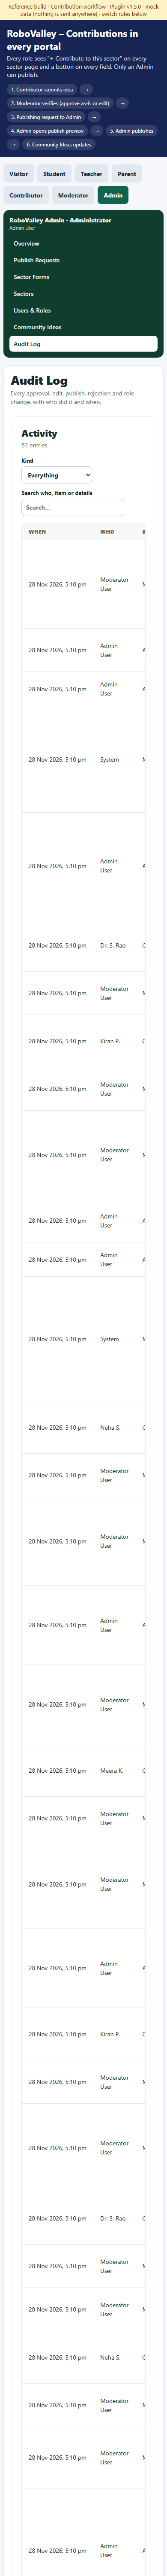 Reference build - Contribution workflow - Plugin v1.5.0 - mock
data (nothing is sent anywhere) - switch roles below
RoboValley — Contributions in
every portal
Every role sees "+ Contribute to this section" on every
sector page and a button on every field. Only an Admin
can publish.
1. Contributor submits idea →
2. Moderator verifies (approve as-is or edit) →
3. Publishing request to Admin →
4. Admin opens publish preview → 5. Admin publishes
→ 6. Community Ideas updates
Visitor Student Teacher Parent
Contributor Moderator Admin
RoboValley Admin · Administrator
Admin User
Overview
Publish Requests
Sector Forms
Sectors
Users & Roles
Community Ideas
Audit Log
Audit Log
Every approval, edit, publish, rejection and role
change, with who did it and when.
Activity
83 entries.
Kind
Everything
Search who, item or details
Search...
WHEN WHO
28 Nov 2026, 5:10 pm Moderator
User
28 Nov 2026, 5:10 pm Admin
User
28 Nov 2026, 5:10 pm Admin
User
28 Nov 2026, 5:10 pm System
28 Nov 2026, 5:10 pm Admin
User
28 Nov 2026, 5:10 pm Dr. S. Rao
28 Nov 2026, 5:10 pm Moderator
User
28 Nov 2026, 5:10 pm Kiran P.
28 Nov 2026, 5:10 pm Moderator
User
28 Nov 2026, 5:10 pm Moderator
User
28 Nov 2026, 5:10 pm Admin
User
28 Nov 2026, 5:10 pm Admin
User
28 Nov 2026, 5:10 pm System
28 Nov 2026, 5:10 pm Neha S.
28 Nov 2026, 5:10 pm Moderator
User
28 Nov 2026, 5:10 pm Moderator
User
28 Nov 2026, 5:10 pm Admin
User
28 Nov 2026, 5:10 pm Moderator
User
28 Nov 2026, 5:10 pm Meera K.
28 Nov 2026, 5:10 pm Moderator
User
28 Nov 2026, 5:10 pm Moderator
User
28 Nov 2026, 5:10 pm Admin
User
28 Nov 2026, 5:10 pm Kiran P.
28 Nov 2026, 5:10 pm Moderator
User
28 Nov 2026, 5:10 pm Moderator
User
28 Nov 2026, 5:10 pm Dr. S. Rao
28 Nov 2026, 5:10 pm Moderator
User
28 Nov 2026, 5:10 pm Moderator
User
28 Nov 2026, 5:10 pm Neha S.
28 Nov 2026, 5:10 pm Moderator
User
28 Nov 2026, 5:10 pm Moderator
User
28 Nov 2026, 5:10 pm Admin
User